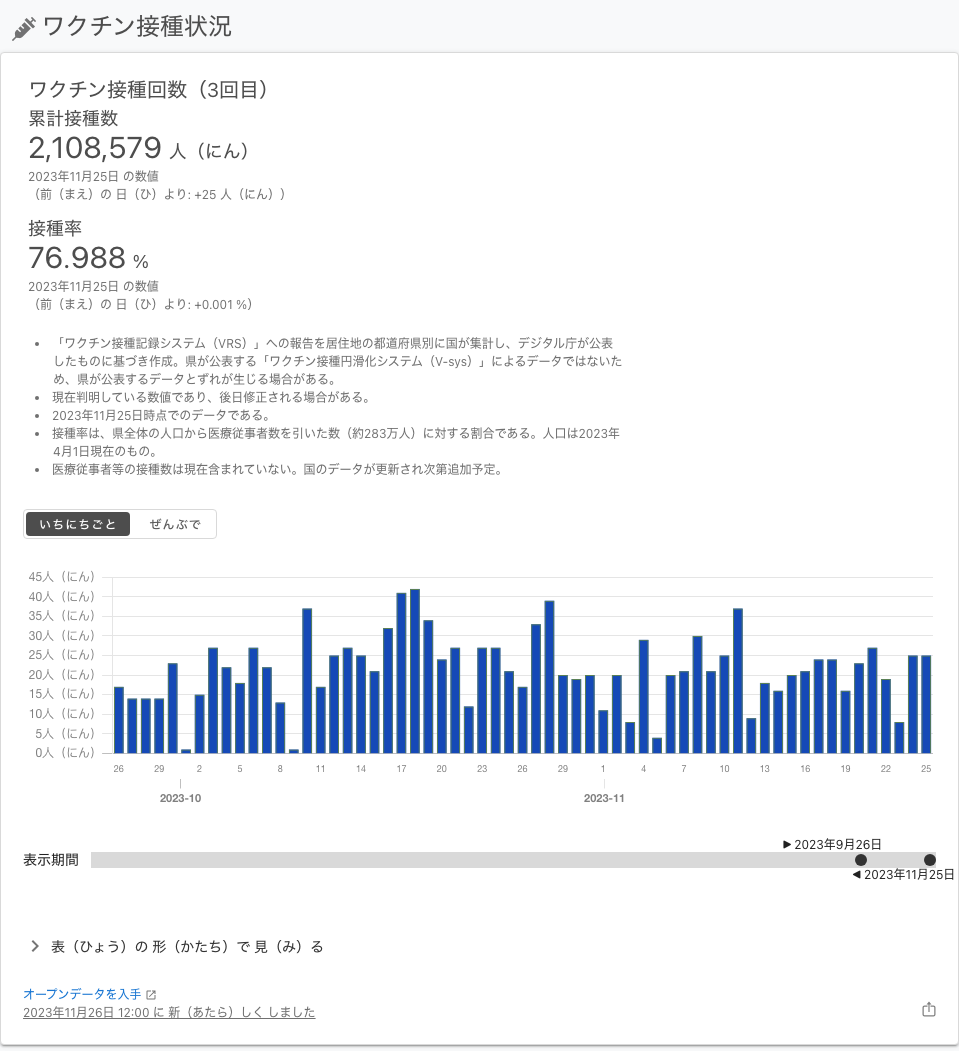 ワクチン接種状況
ワクチン接種回数（3回目）
累計接種数
2,108,579 人（にん）
2023年11月25日 の数値
（前（まえ）の 日（ひ）より: +25 人（にん））
接種率
76.988 %
2023年11月25日 の数値
（前（まえ）の 日（ひ）より: +0.001 %）
• 「ワクチン接種記録システム（VRS）」への報告を居住地の都道府県別に国が集計し、デジタル庁が公表
したものに基づき作成。県が公表する「ワクチン接種円滑化システム（V-sys）」によるデータではないた
め、県が公表するデータとずれが生じる場合がある。
• 現在判明している数値であり、後日修正される場合がある。
• 2023年11月25日時点でのデータである。
• 接種率は、県全体の人口から医療従事者数を引いた数（約283万人）に対する割合である。人口は2023年
4月1日現在のもの。
• 医療従事者等の接種数は現在含まれていない。国のデータが更新され次第追加予定。
いちにちごと ぜんぶで
45人（にん）
40人（にん）
35人（にん）
30人（にん）
25人（にん）
20人（にん）
15人（にん）
10人（にん）
5人（にん）
0人（にん）
26 29 2 5 8 11 14 17 20 23 26 29 1 4 7 10 13 16 19 22 25
2023-10 2023-11
▶ 2023年9月26日
表示期間
◀ 2023年11月25日
表（ひょう）の 形（かたち）で 見（み）る
オープンデータを入手
2023年11月26日 12:00 に 新（あたら）しく しました